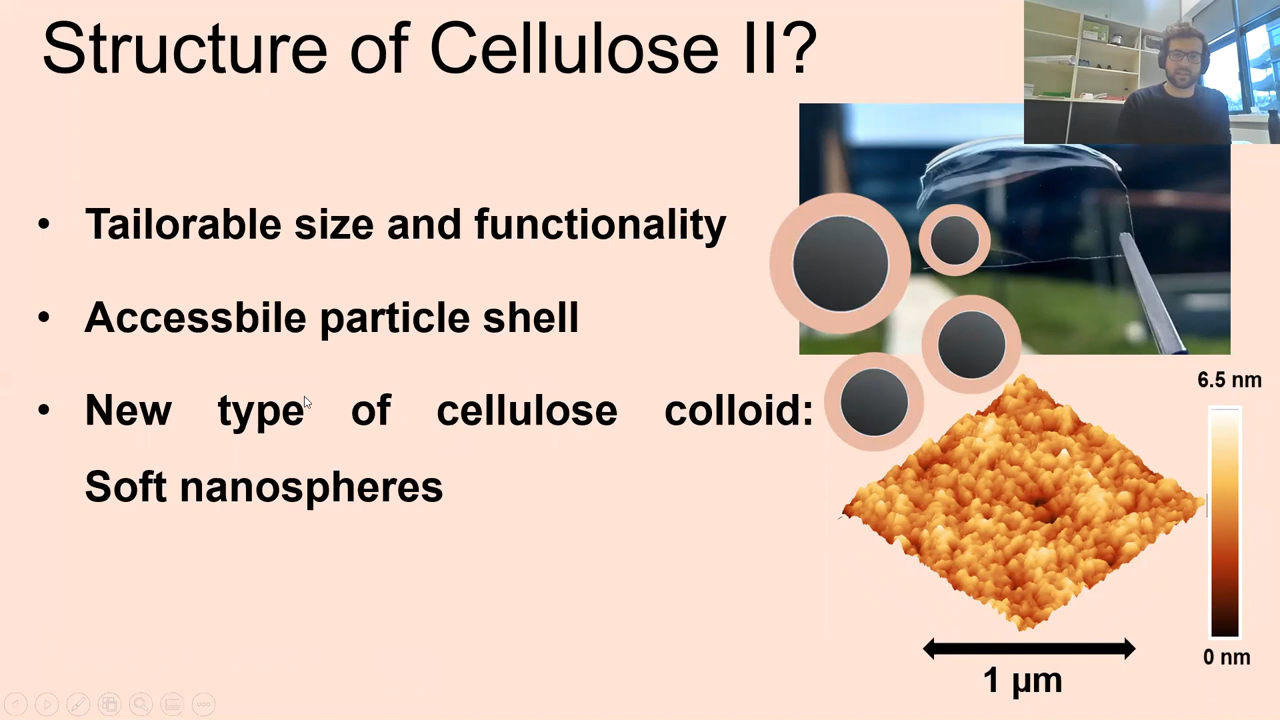 Structure of Cellulose II?
• Tailorable size and functionality
• Accessbile particle shell
• New type of cellulose colloid:
Soft nanospheres
6.5 nm
0 nm
1 µm